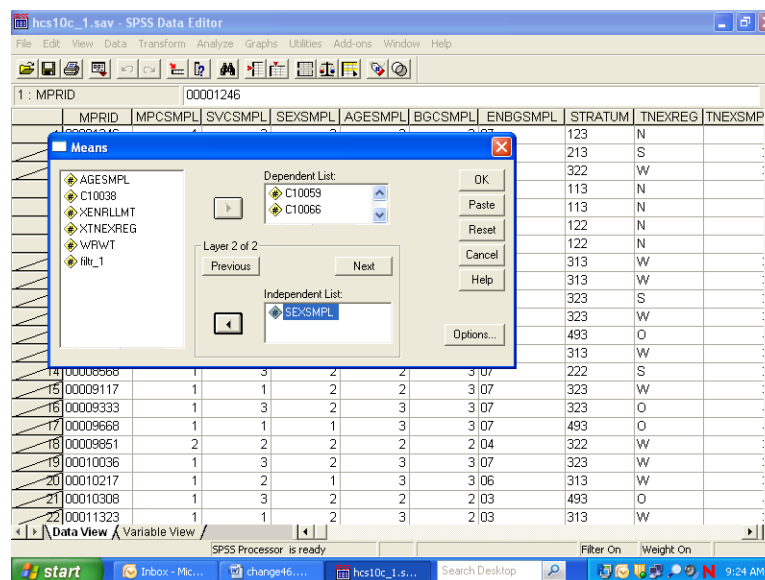 hcs10c_1.sav - SPSS Data Editor
File Edit View Data Transform Analyze Graphs Utilities Add-ons Window Help
1 : MPRID 00001246
MPRID MPCSMPL SVCSMPL SEXSMPL AGESMPL BGCSMPL ENBGSMPL STRATUM TNEXREG TNEXSMP
123 N
Means
213 S
322 W
113 N
113 N
122 N
122 N
313 W
313 W
323 S
323 W
493 O
313 W
AGESMPL
C10038
XENRLLMT
XTNEXREG
WRWT
filtr_1
Dependent List:
C10059
C10066
Layer 2 of 2
Previous Next
Independent List:
SEXSMPL
OK
Paste
Reset
Cancel
Help
Options...
14 00008568 1 3 2 2 3 07 222 S
15 00009117 1 1 2 2 3 07 323 W
16 00009333 1 3 2 3 3 07 323 O
17 00009668 1 1 1 3 3 07 493 O
18 00009851 2 2 2 2 2 04 322 W
19 00010036 1 3 2 3 3 07 323 W
20 00010217 1 2 1 3 3 06 313 W
21 00010308 1 3 2 2 2 03 493 O
22 00011323 1 1 2 3 2 03 313 W
Data View Variable View
SPSS Processor is ready Filter On Weight On
start Inbox - Mic... change46.... hcs10c_1.s... Search Desktop N 9:24 AM